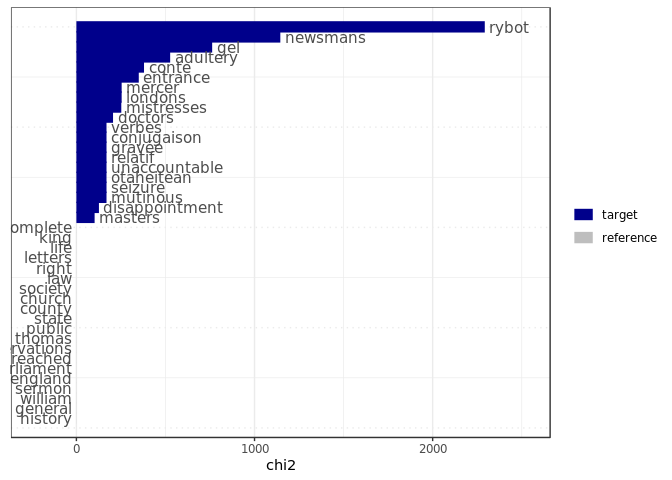 rybot
newsmans
gel
adultery
conte
entrance
mercer
londons
mistresses
doctors
verbes
conjugaison
gravée
relatif
unaccountable
otaheitean
seizure
mutinous
disappointment
masters
omplete
king
life
letters
right
law
society
church
county
state
public
thomas
rvations
reached
rliament
england
sermon
william
general
history
target
reference
0 1000 2000
chi2